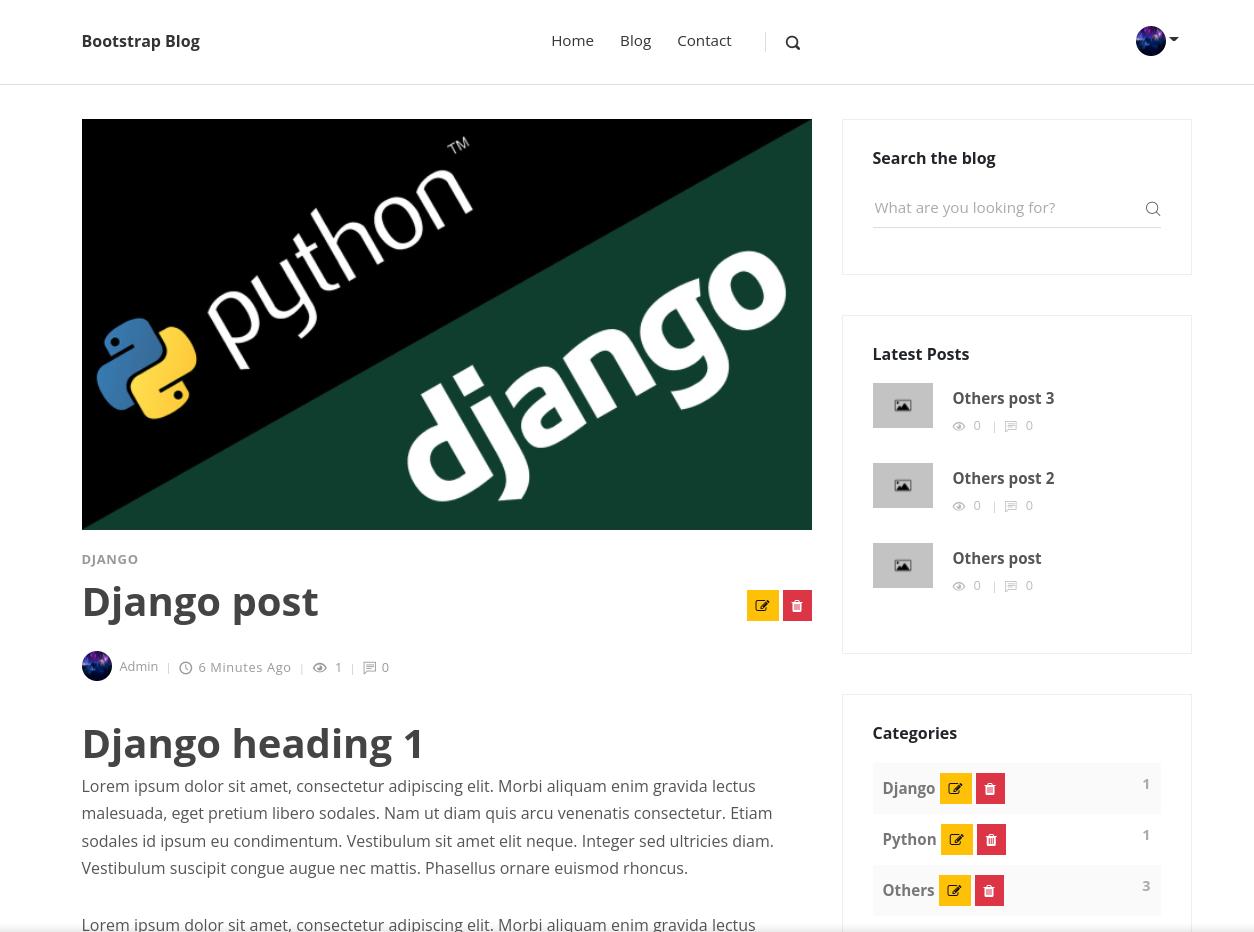 Bootstrap Blog
Home Blog Contact
python™
django
DJANGO
Django post
Admin 6 Minutes Ago 1 0
Django heading 1
Lorem ipsum dolor sit amet, consectetur adipiscing elit. Morbi aliquam enim gravida lectus
malesuada, eget pretium libero sodales. Nam ut diam quis arcu venenatis consectetur. Etiam
sodales id ipsum eu condimentum. Vestibulum sit amet elit neque. Integer sed ultricies diam.
Vestibulum suscipit congue augue nec mattis. Phasellus ornare euismod rhoncus.
Lorem ipsum dolor sit amet, consectetur adipiscing elit. Morbi aliquam enim gravida lectus
Search the blog
What are you looking for?
Latest Posts
Others post 3
0 | 0
Others post 2
0 | 0
Others post
0 | 0
Categories
Django 1
Python 1
Others 3